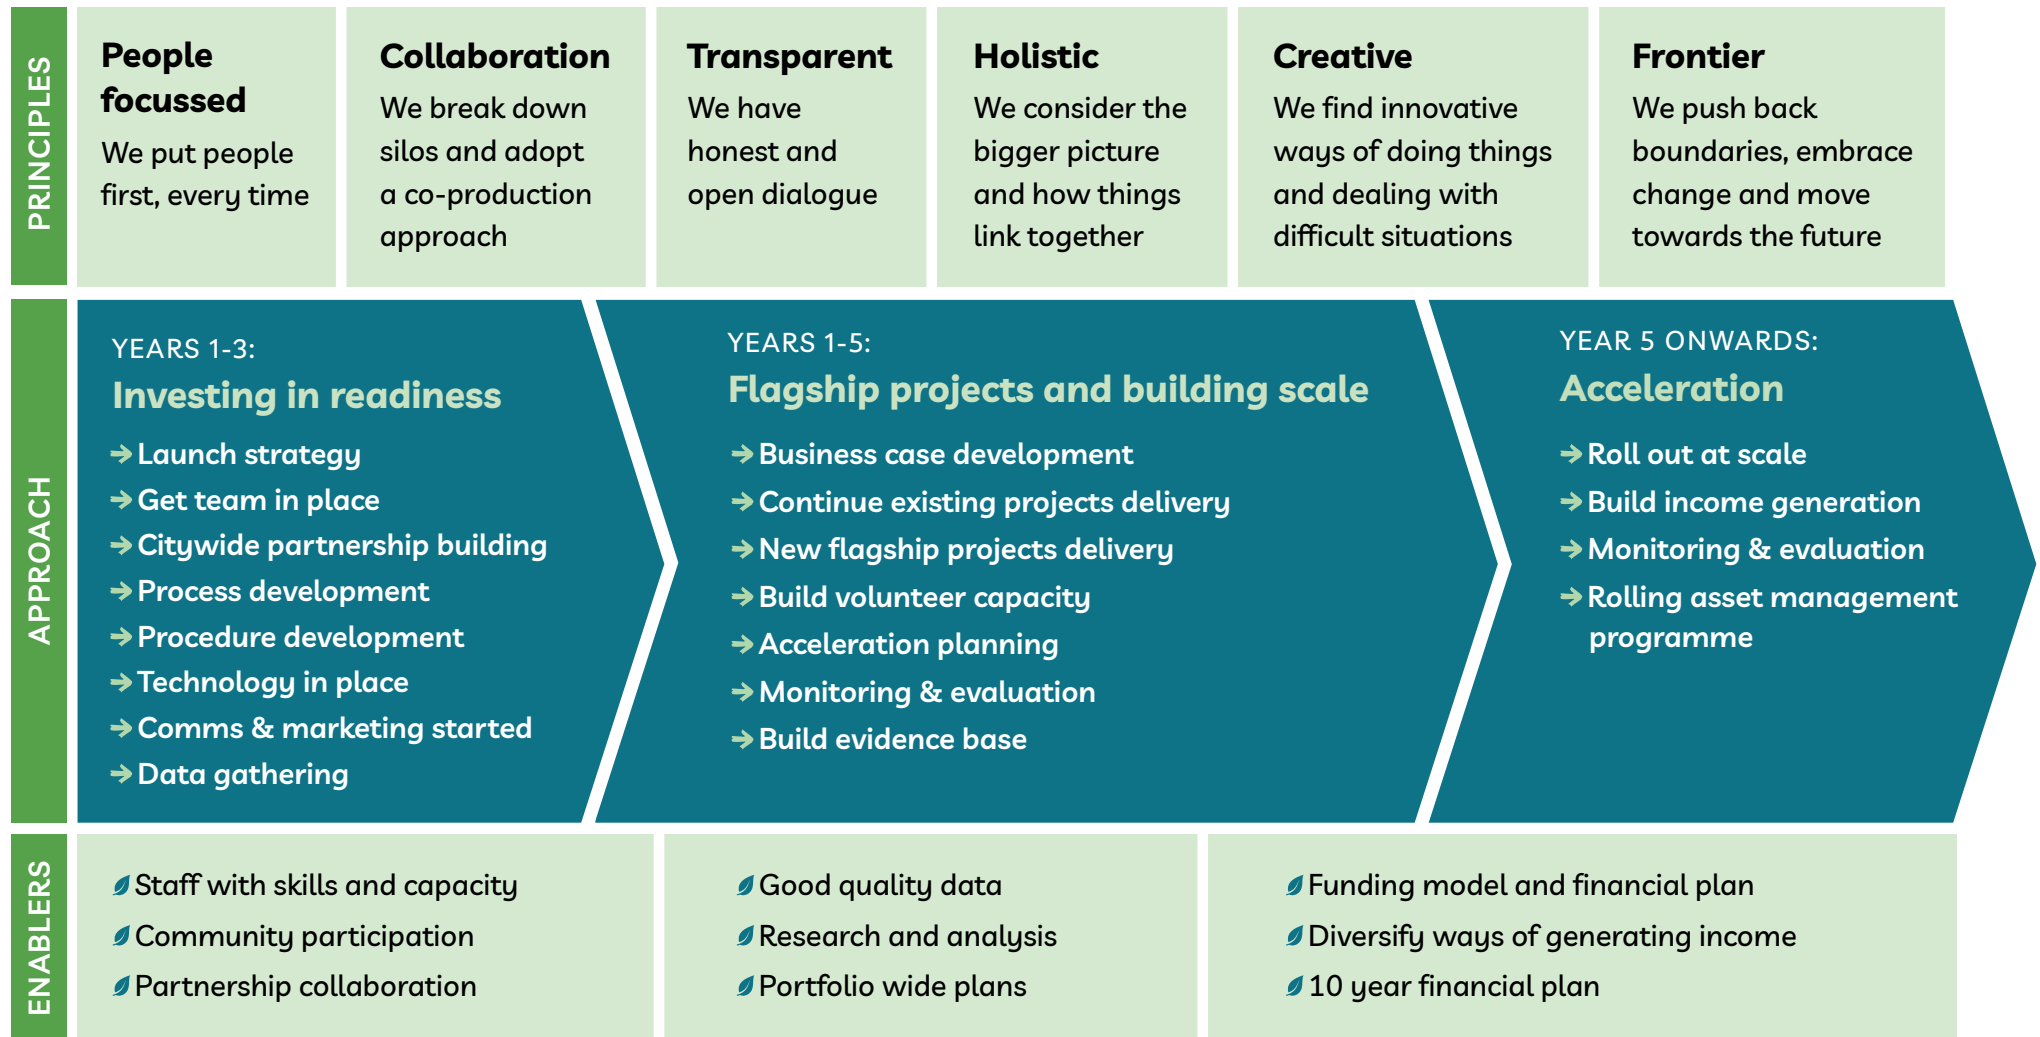 PRINCIPLES
People
focussed
We put people
first, every time
Collaboration
We break down
silos and adopt
a co-production
approach
Transparent
We have
honest and
open dialogue
Holistic
We consider the
bigger picture
and how things
link together
Creative
We find innovative
ways of doing things
and dealing with
difficult situations
Frontier
We push back
boundaries, embrace
change and move
towards the future
APPROACH
YEARS 1-3:
Investing in readiness
→ Launch strategy
→ Get team in place
→ Citywide partnership building
→ Process development
→ Procedure development
→ Technology in place
→ Comms & marketing started
→ Data gathering
YEARS 1-5:
Flagship projects and building scale
→ Business case development
→ Continue existing projects delivery
→ New flagship projects delivery
→ Build volunteer capacity
→ Acceleration planning
→ Monitoring & evaluation
→ Build evidence base
YEAR 5 ONWARDS:
Acceleration
→ Roll out at scale
→ Build income generation
→ Monitoring & evaluation
→ Rolling asset management
programme
ENABLERS
Staff with skills and capacity
Community participation
Partnership collaboration
Good quality data
Research and analysis
Portfolio wide plans
Funding model and financial plan
Diversify ways of generating income
10 year financial plan